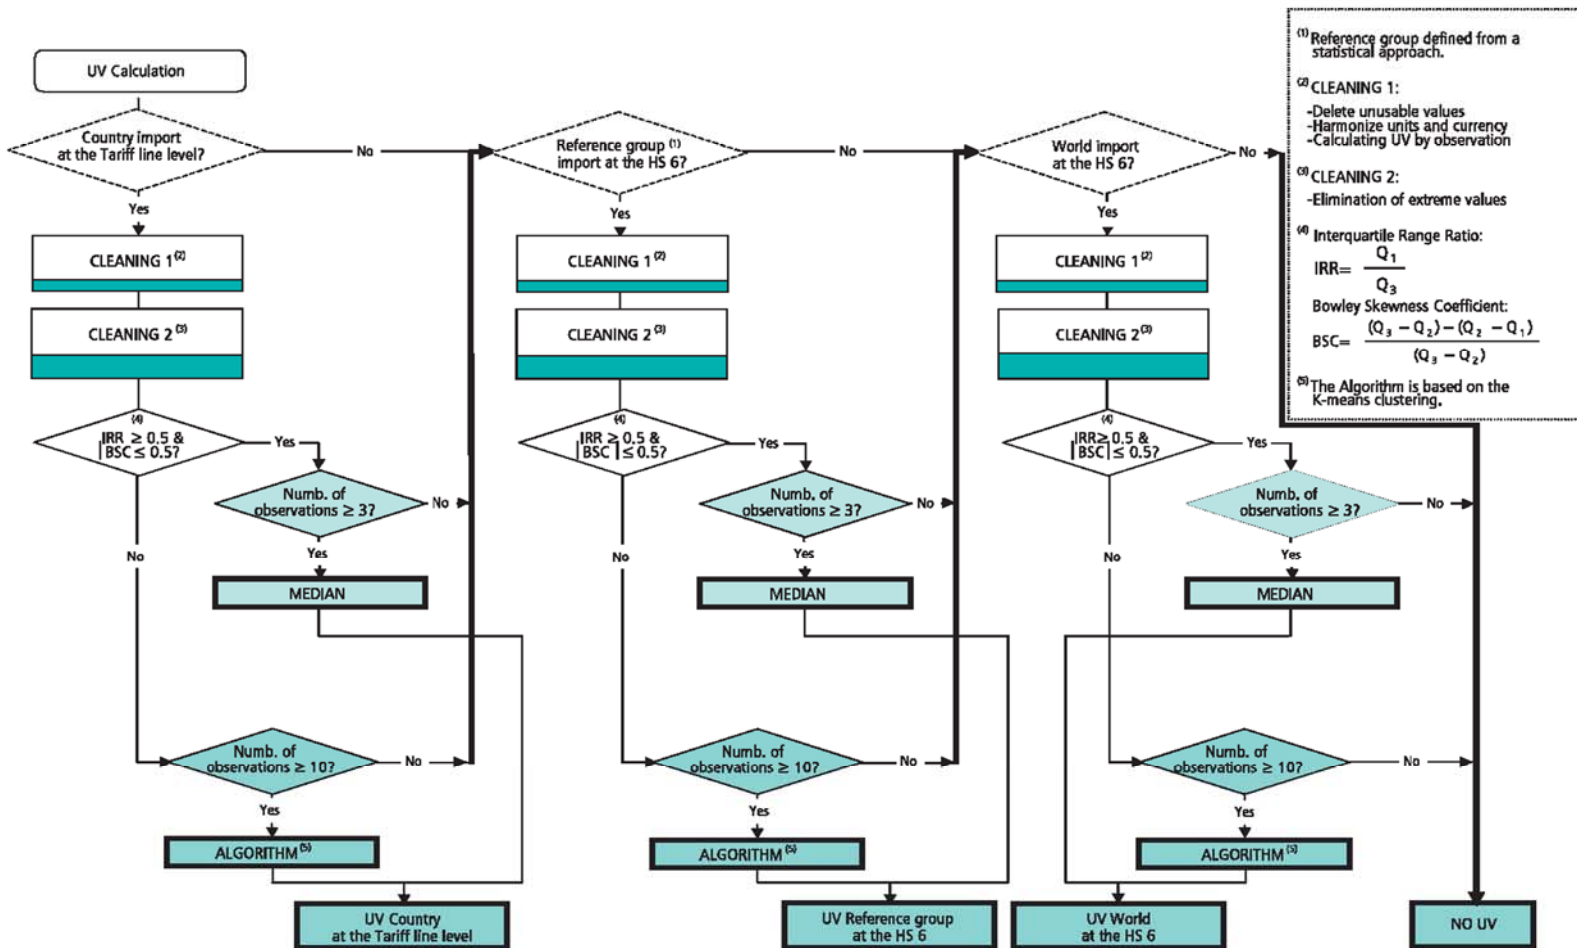 UV Calculation
Country import
at the Tariff line level?
No
Yes
CLEANING 1(2)
CLEANING 2(3)
(4)
IRR ≥ 0.5 &
|BSC| ≤ 0.5?
Yes
No
Numb. of
observations ≥ 3?
No
Yes
MEDIAN
Numb. of
observations ≥ 10?
No
Yes
ALGORITHM(5)
UV Country
at the Tariff line level
Reference group (1)
import at the HS 6?
No
Yes
CLEANING 1(2)
CLEANING 2(3)
(4)
IRR ≥ 0.5 &
|BSC| ≤ 0.5?
Yes
No
Numb. of
observations ≥ 3?
No
Yes
MEDIAN
Numb. of
observations ≥ 10?
No
Yes
ALGORITHM(5)
UV Reference group
at the HS 6
World import
at the HS 6?
No
Yes
CLEANING 1(2)
CLEANING 2(3)
(4)
IRR≥ 0.5 &
|BSC| ≤ 0.5?
Yes
No
Numb. of
observations ≥ 3?
No
Yes
MEDIAN
Numb. of
observations ≥ 10?
No
Yes
ALGORITHM(5)
UV World
at the HS 6
NO UV
(1) Reference group defined from a
statistical approach.
(2) CLEANING 1:
-Delete unusable values
-Harmonize units and currency
-Calculating UV by observation
(3) CLEANING 2:
-Elimination of extreme values
(4) Interquartile Range Ratio:
IRR= Q1 / Q3
Bowley Skewness Coefficient:
BSC= (Q3 – Q2) – (Q2 – Q1) / (Q3 – Q2)
(5) The Algorithm is based on the
K-means clustering.